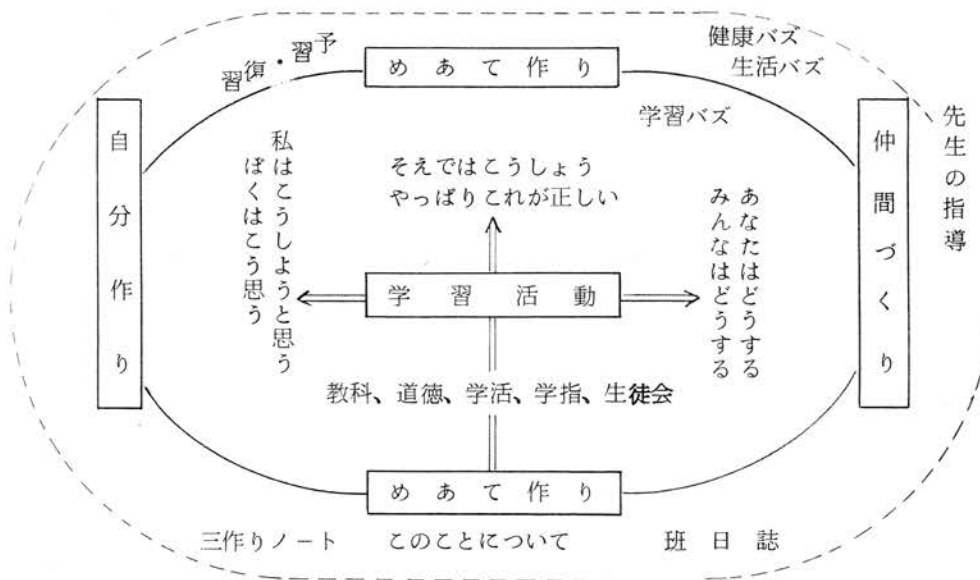 健康バズ
生活バズ
予習・復習
めあて作り
学習バズ
先生の指導
自分作り
仲間づくり
私はこうしようと思う
ぼくはこう思う
そえではこうしょう
やっぱりこれが正しい
あなたはどうする
みんなはどうする
学習活動
教科、道徳、学活、学指、生徒会
めあて作り
三作りノート
このことについて
班日誌